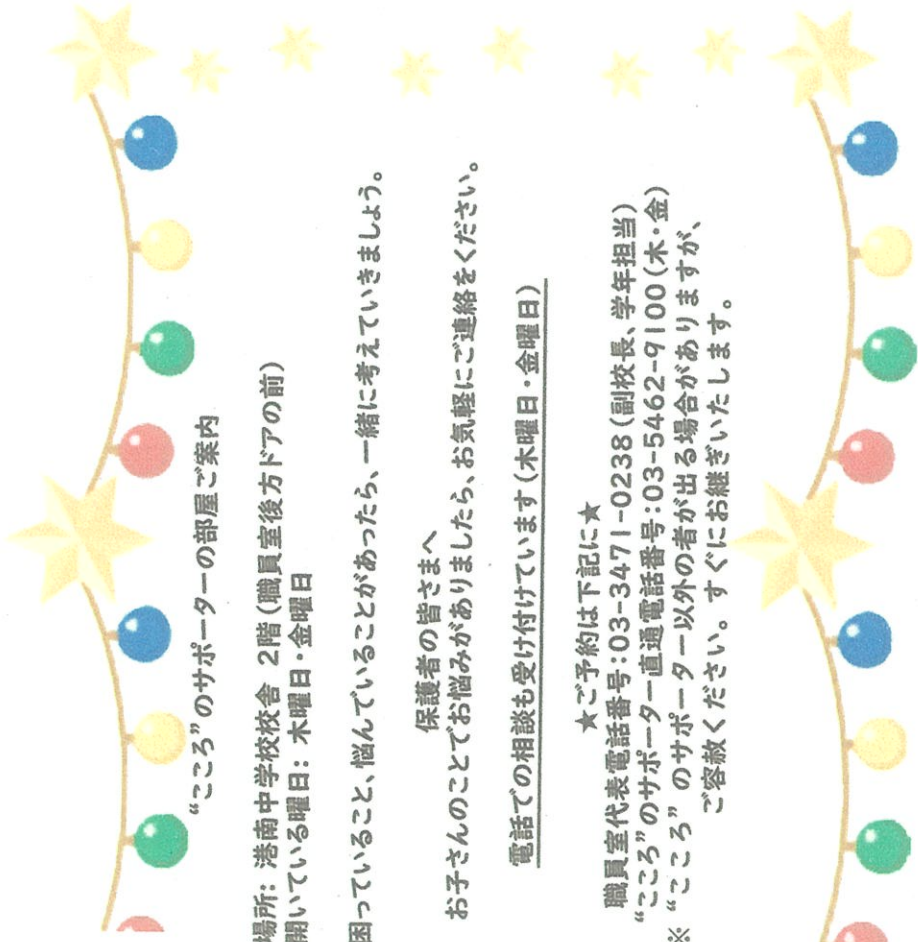 “こころ”のサポーターの部屋ご案内
場所: 港南中学校校舎 2階(職員室後方ドアの前)
開いている曜日: 木曜日・金曜日
困っていること、悩んでいることがあったら、一緒に考えていきましょう。
保護者の皆さまへ
お子さんのことでお悩みがありましたら、お気軽にご連絡をください。
電話での相談も受け付けています(木曜日・金曜日)
★ご予約は下記に★
職員室代表電話番号:03-3471-0238(副校長、学年担当)
“こころ”のサポーター直通電話番号:03-5462-9100(木・金)
※“こころ” のサポーター以外の者が出る場合がありますが、
ご容赦ください。すぐにお継ぎいたします。